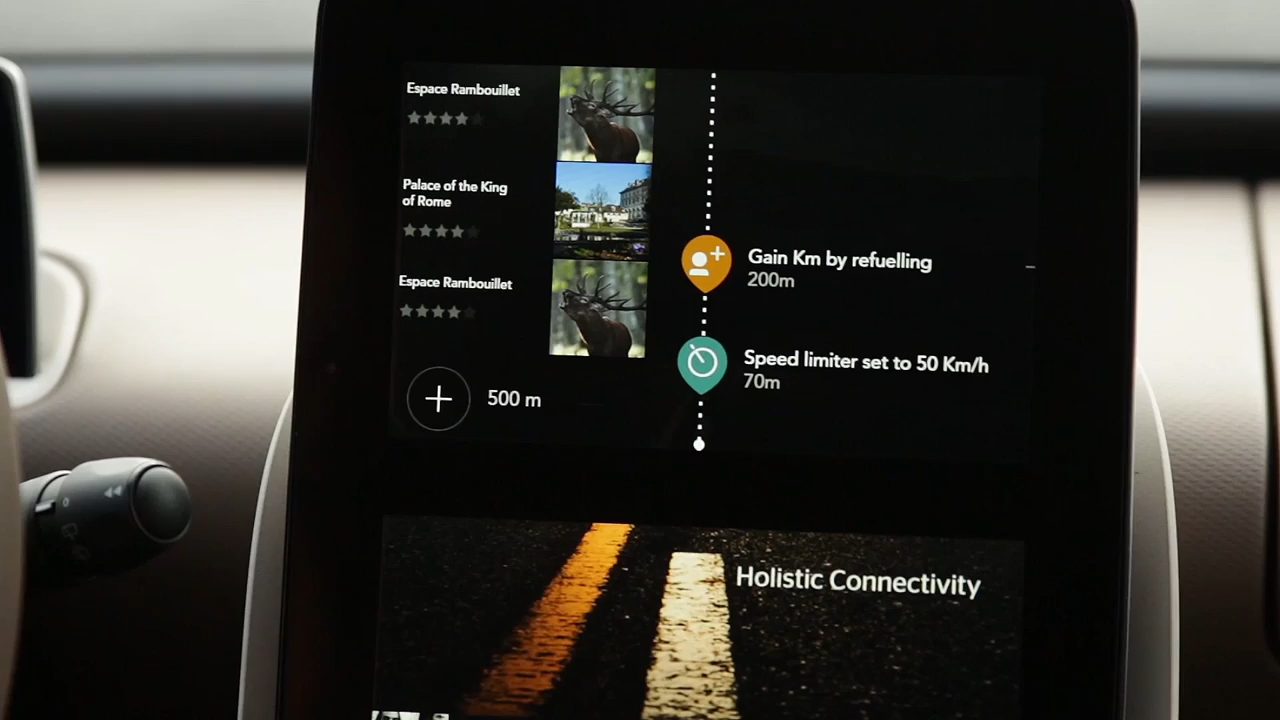 Espace Rambouillet
Palace of the King
of Rome
Espace Rambouillet
500 m
Gain Km by refuelling
200m
Speed limiter set to 50 Km/h
70m
Holistic Connectivity